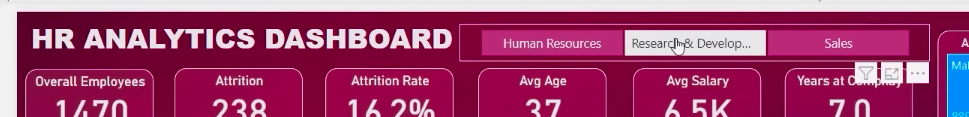 HR ANALYTICS DASHBOARD
Human Resources
Research & Develop...
Sales
Overall Employees
1470
Attrition
238
Attrition Rate
16.2%
Avg Age
37
Avg Salary
6.5K
Years at Company
7.0